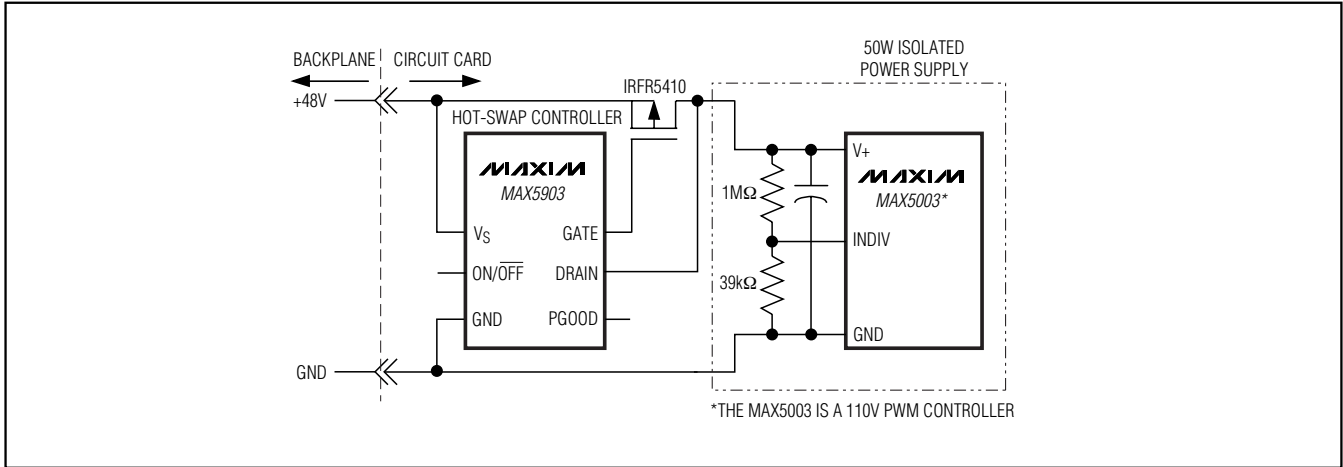 50W ISOLATED
POWER SUPPLY
BACKPLANE
CIRCUIT CARD
+48V
IRFR5410
HOT-SWAP CONTROLLER
MAXIM
MAX5903
VS
GATE
ON/OFF
DRAIN
GND
PGOOD
GND
1MΩ
39kΩ
V+
MAXIM
MAX5003*
INDIV
GND
*THE MAX5003 IS A 110V PWM CONTROLLER